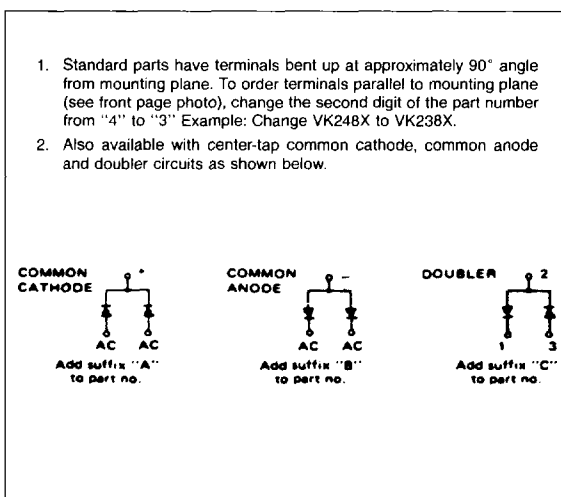 1. Standard parts have terminals bent up at approximately 90° angle
from mounting plane. To order terminals parallel to mounting plane
(see front page photo), change the second digit of the part number
from "4" to "3" Example: Change VK248X to VK238X.
2. Also available with center-tap common cathode, common anode
and doubler circuits as shown below.
COMMON
CATHODE
+
AC AC
Add suffix "A"
to part no.
COMMON
ANODE
−
AC AC
Add suffix "B"
to part no.
DOUBLER
2
1 3
Add suffix "C"
to part no.